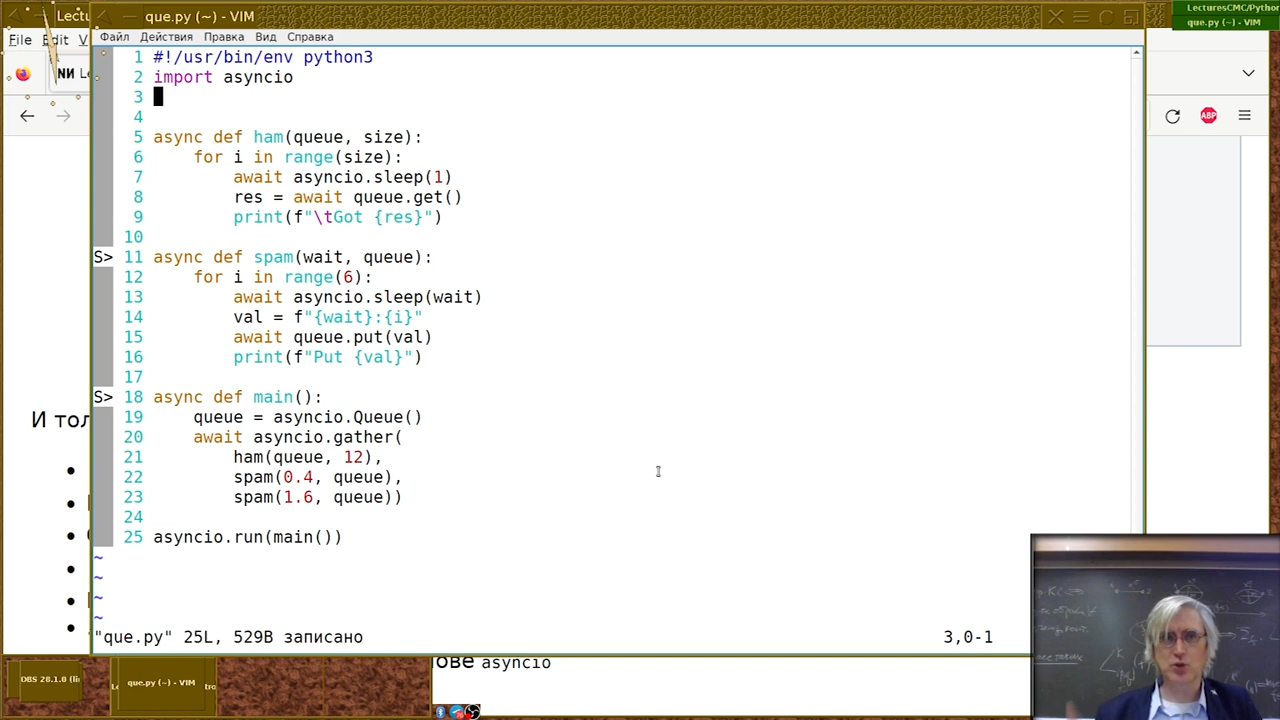 LecturesCMC/Python
que.py (~) - VIM
que.py (~) - VIM
File Edit
Файл Действия Правка Вид Справка
ABP
1 #!/usr/bin/env python3
2 import asyncio
3
4
5 async def ham(queue, size):
6     for i in range(size):
7         await asyncio.sleep(1)
8         res = await queue.get()
9         print(f"\tGot {res}")
10
S> 11 async def spam(wait, queue):
12     for i in range(6):
13         await asyncio.sleep(wait)
14         val = f"{wait}:{i}"
15         await queue.put(val)
16         print(f"Put {val}")
17
S> 18 async def main():
19     queue = asyncio.Queue()
20     await asyncio.gather(
21         ham(queue, 12),
22         spam(0.4, queue),
23         spam(1.6, queue))
24
25 asyncio.run(main())
~
~
~
~
"que.py" 25L, 529B записано 3,0-1
И тол
ове asyncio
OBS 28.1.0 (li
que.py (~) - VIM